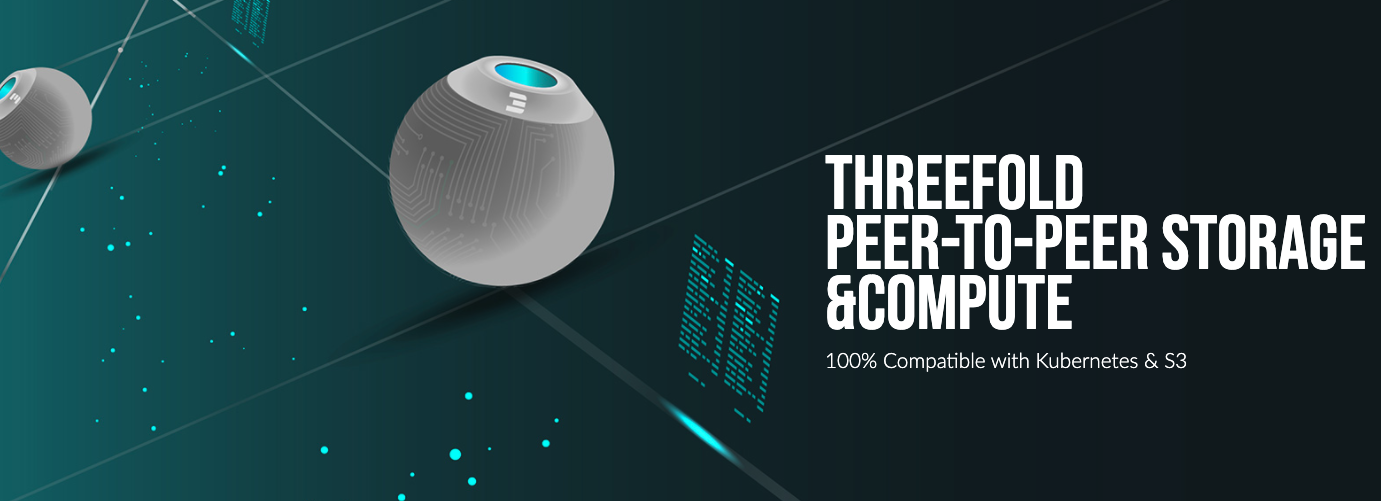 THREEFOLD
PEER-TO-PEER STORAGE
&COMPUTE
100% Compatible with Kubernetes & S3